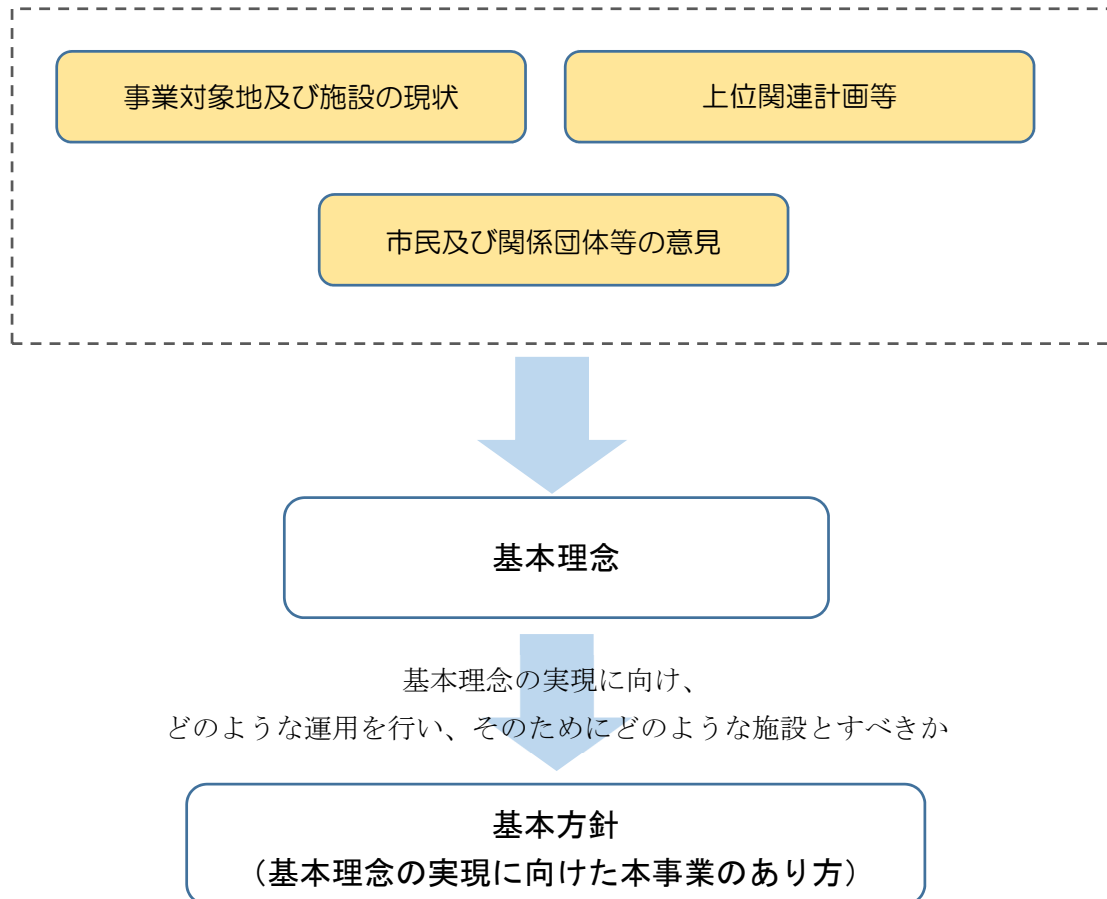 事業対象地及び施設の現状
上位関連計画等
市民及び関係団体等の意見
基本理念
基本理念の実現に向け、
どのような運用を行い、そのためにどのような施設とすべきか
基本方針
（基本理念の実現に向けた本事業のあり方）